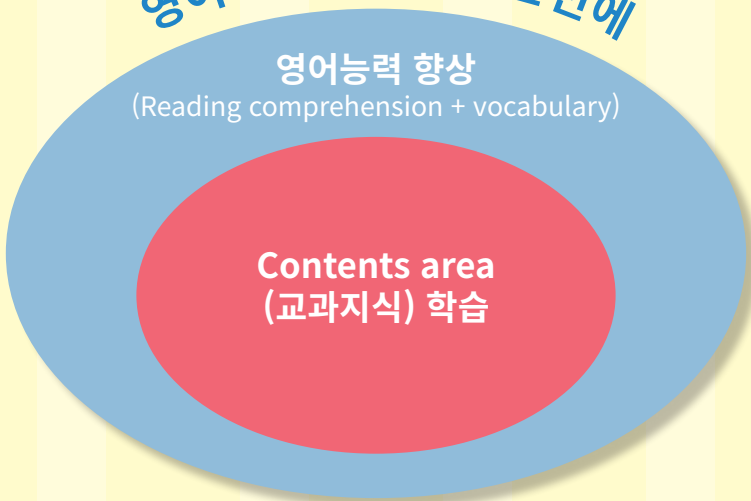 영어능력 향상
(Reading comprehension + vocabulary)
Contents area
(교과지식) 학습